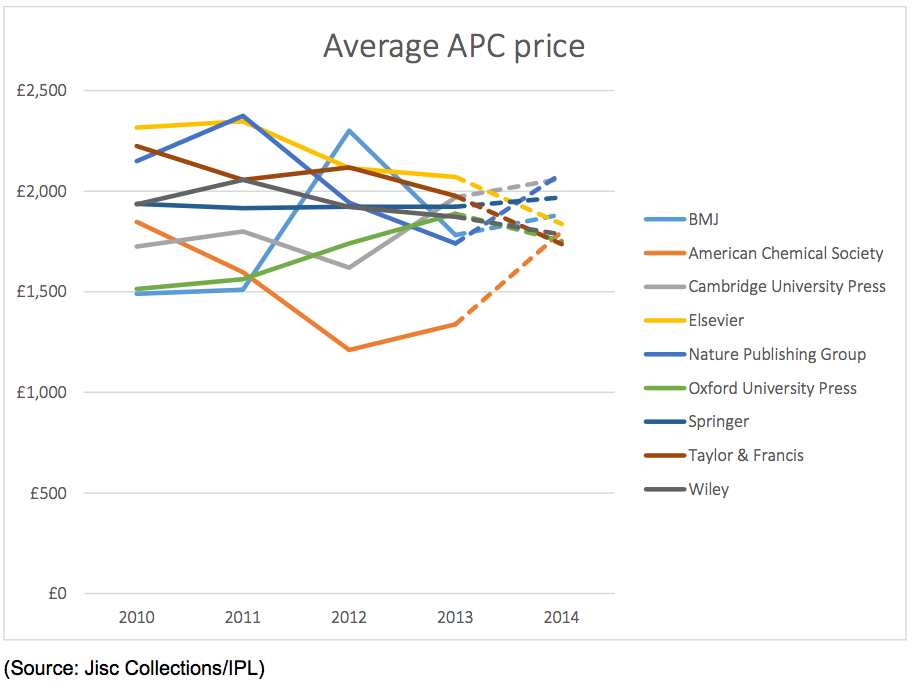 Average APC price
£2,500
£2,000
£1,500
£1,000
£500
£0
2010 2011 2012 2013 2014
BMJ
American Chemical Society
Cambridge University Press
Elsevier
Nature Publishing Group
Oxford University Press
Springer
Taylor & Francis
Wiley
(Source: Jisc Collections/IPL)